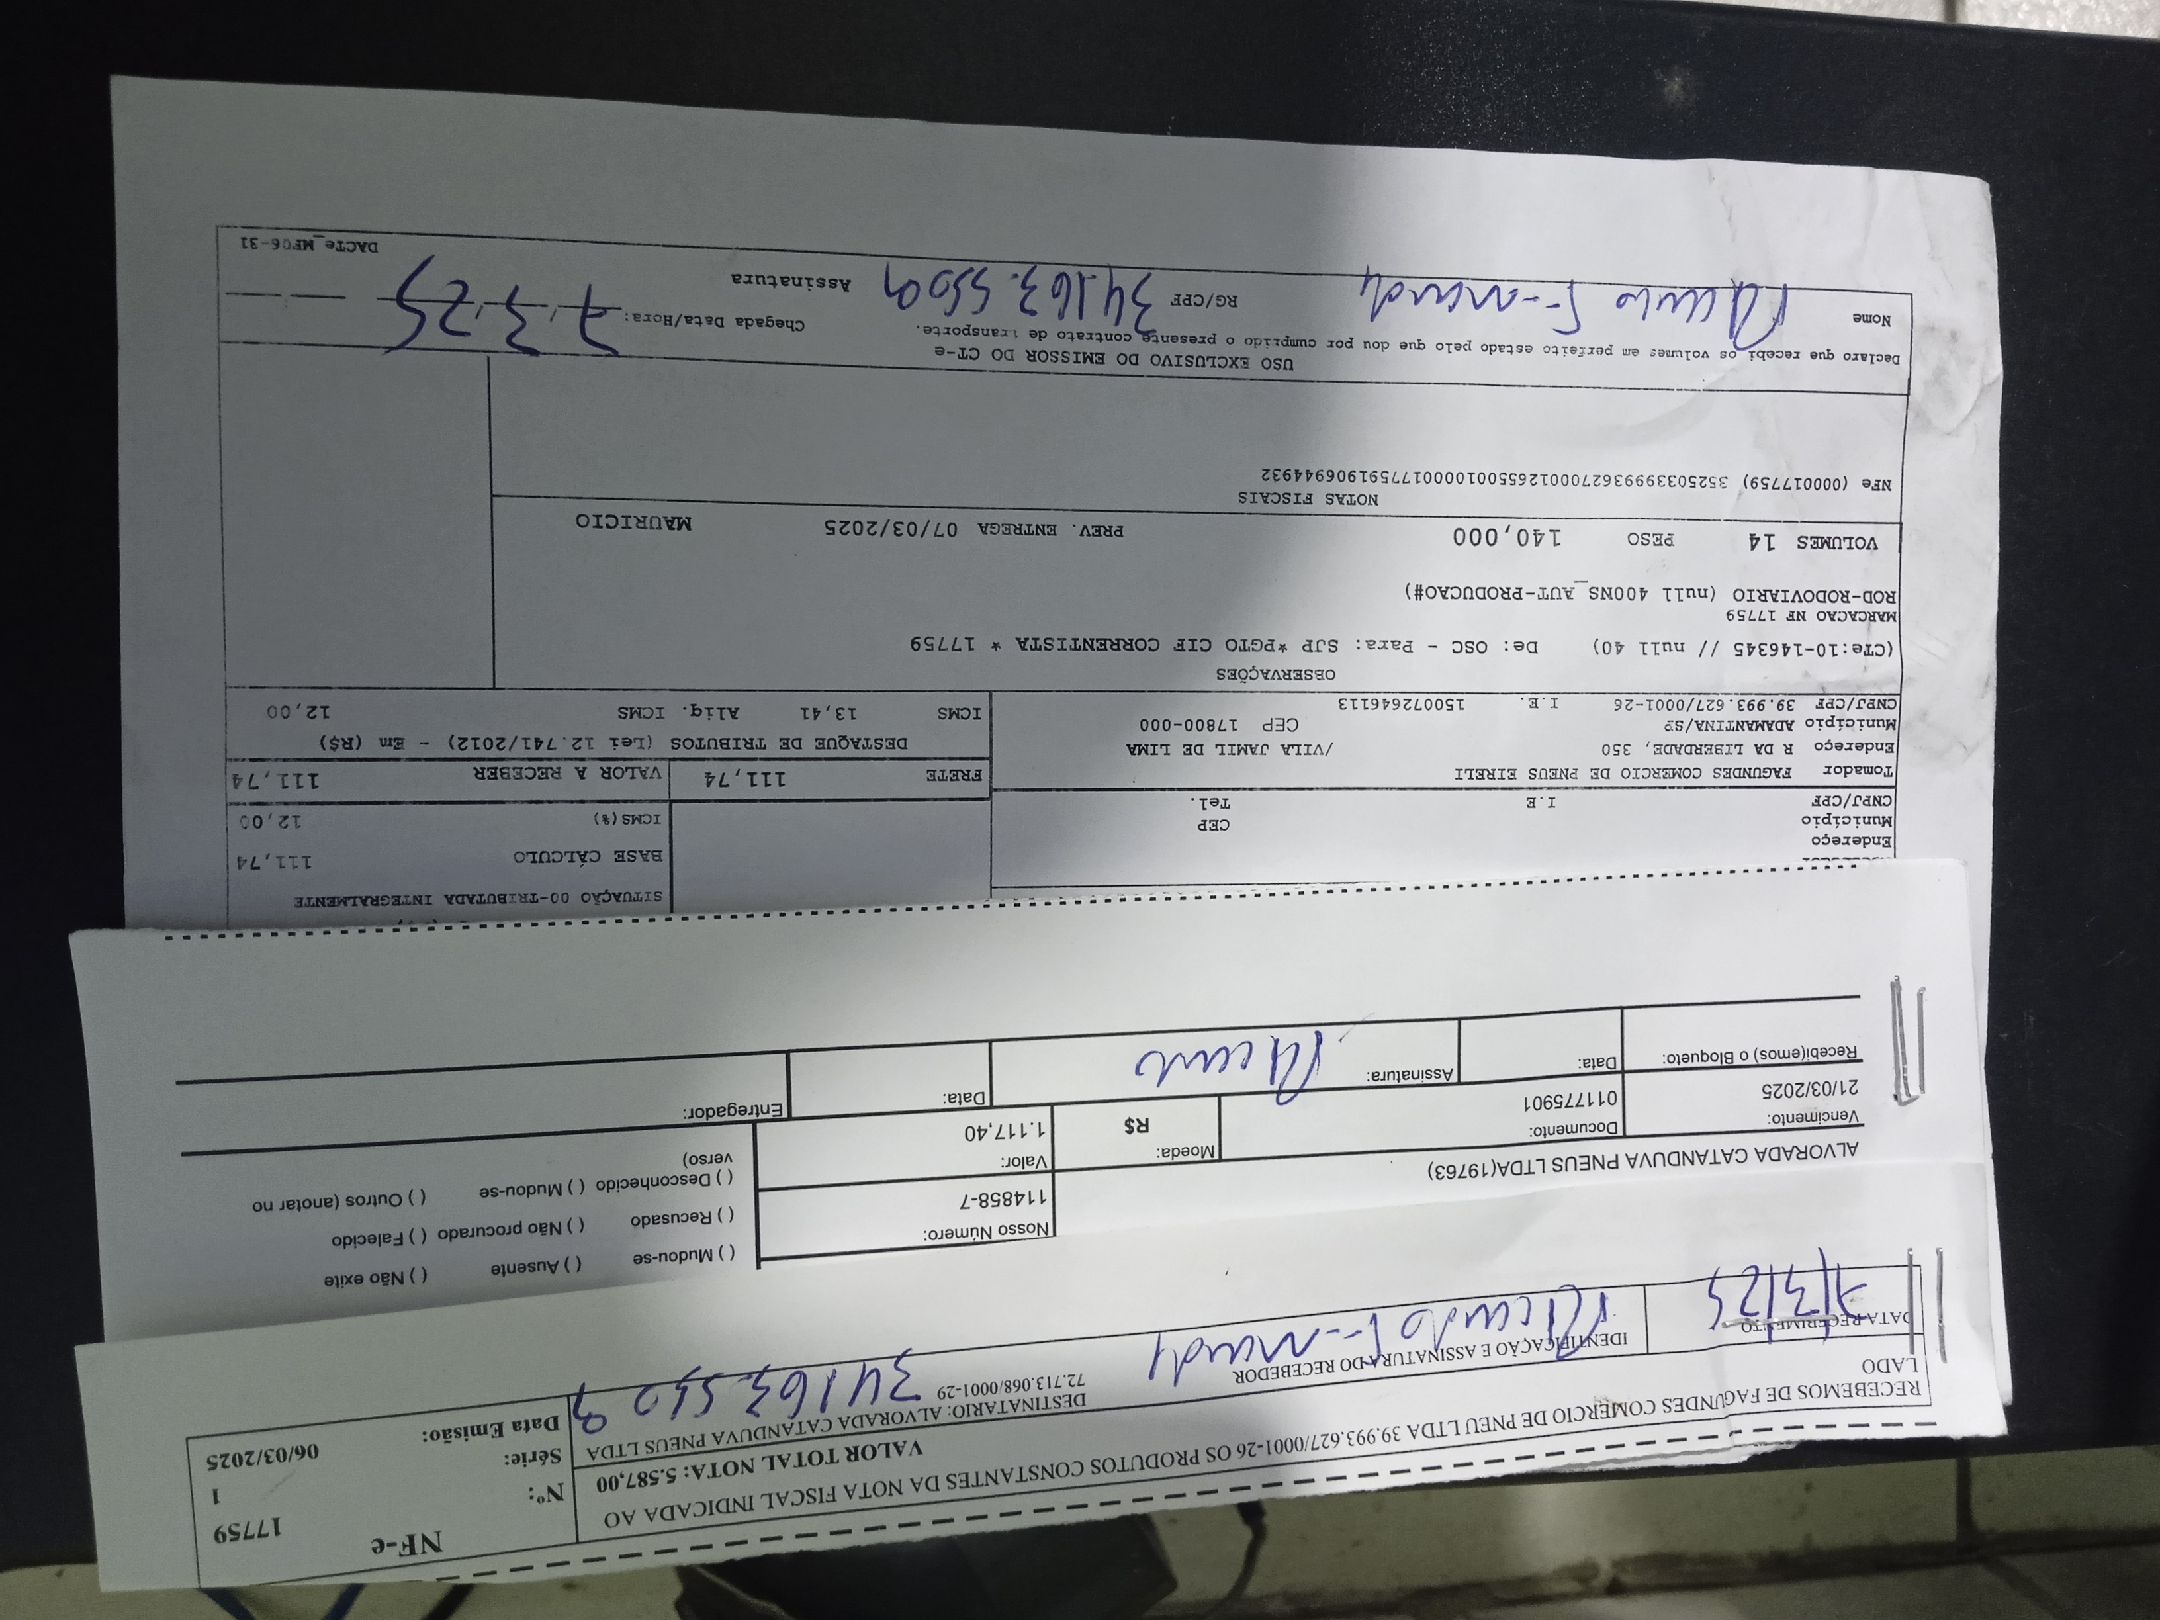 NF-e
RECEBEMOS DE FAGUNDES COMERCIO DE PNEU LTDA 39.993.627/0001-26 OS PRODUTOS CONSTANTES DA NOTA FISCAL INDICADA AO
LADO
VALOR TOTAL NOTA: 5.587,00
DESTINATARIO: ALVORADA CATANDUVA PNEUS LTDA
72.713.068/0001-29
Nº: 17759
Série: 1
Data Emissão: 06/03/2025
DATA RECEBIMENTO
7/3/25
IDENTIFICAÇÃO E ASSINATURA DO RECEBEDOR
ALVORADA CATANDUVA PNEUS LTDA(19763)
Nosso Número:
114858-7
Vencimento:
21/03/2025
Documento:
011775901
Moeda:
R$
Valor:
1.117,40
( ) Mudou-se ( ) Ausente ( ) Não exite
( ) Recusado ( ) Não procurado ( ) Falecido
( ) Desconhecido ( ) Mudou-se ( ) Outros (anotar no
verso)
Recebi(emos) o Bloqueto:
Data:
Assinatura:
Data:
Entregador:
SITUAÇÃO 00-TRIBUTADA INTEGRALMENTE
BASE CÁLCULO 111,74
ICMS(%) 12,00
Endereço
Município CEP
CNPJ/CPF I.E Tel.
FRETE 111,74 VALOR A RECEBER 111,74
Tomador FAGUNDES COMERCIO DE PNEUS EIRELI
Endereço R DA LIBERDADE, 350 /VILA JAMIL DE LIMA
Município ADAMANTINA/SP CEP 17800-000
CNPJ/CPF 39.993.627/0001-26 I.E. 150072646113
DESTAQUE DE TRIBUTOS (Lei 12.741/2012) - Em (R$)
ICMS 13,41 Aliq. ICMS 12,00
OBSERVAÇÕES
(CTe:10-146345 // null 40) De: OSC - Para: SJP *PGTO CIF CORRENTISTA * 17759
MARCACAO NF 17759
ROD-RODOVIARIO (null 400NS_AUT-PRODUCAO#)
VOLUMES 14 PESO 140,000 PREV. ENTREGA 07/03/2025 MAURICIO
NOTAS FISCAIS
NFe (000017759) 35250339993627000126550010000177591906944932
USO EXCLUSIVO DO EMISSOR DO CT-e
Declaro que recebi os volumes em perfeito estado pelo que dou por cumprido o presente contrato de transporte.
Chegada Data/Hora: 7/3/25
Nome
RG/CPF
Assinatura
DACTe_MF06-31